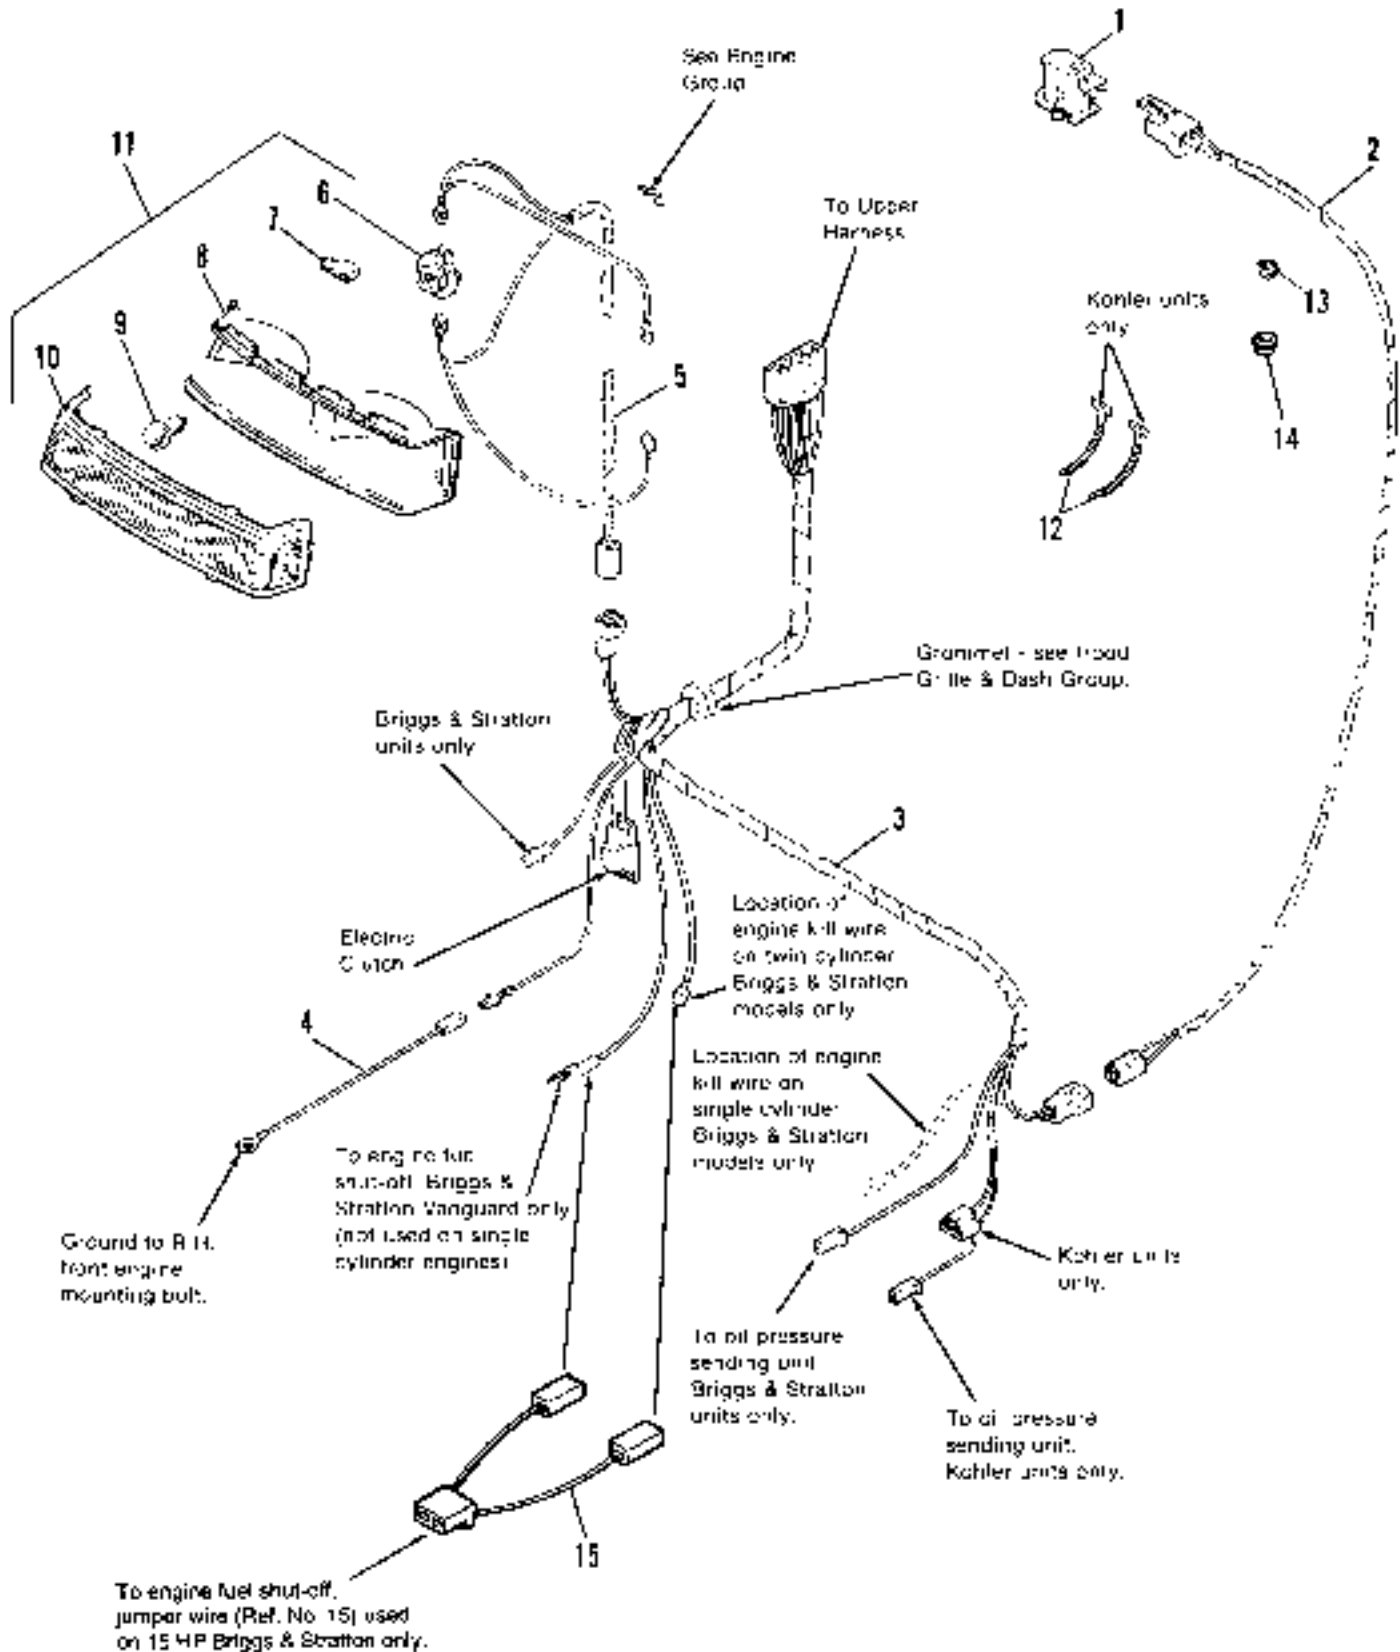 1
See Engine
Group
11
2
6
To Upper
Harness
7
8
13
Kohler units
only
9
10
5
14
12
Grommet - see Hood
Grille & Dash Group.
Briggs & Stratton
units only
3
Location of
engine kill wire
on twin cylinder
Briggs & Stratton
models only
Electric
Clutch
4
Location of engine
kill wire on
single cylinder
Briggs & Stratton
models only
To engine fuel
shut-off Briggs &
Stratton Vanguard only
(not used on single
cylinder engines)
Ground to R.H.
front engine
mounting bolt.
Kohler units
only.
To oil pressure
sending unit
Briggs & Stratton
units only.
To oil pressure
sending unit.
Kohler units only.
15
To engine fuel shut-off,
jumper wire (Ref. No. 15) used
on 15 HP Briggs & Stratton only.